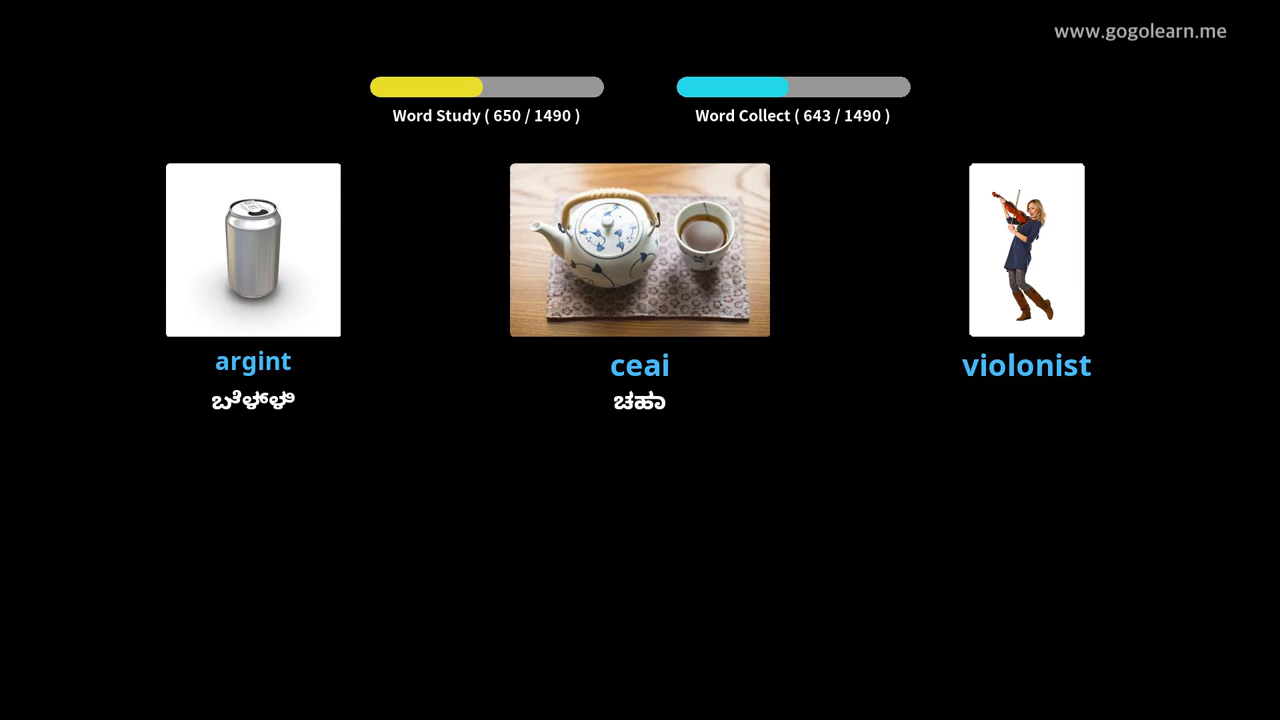 www.gogolearn.me
Word Study ( 650 / 1490 )
Word Collect ( 643 / 1490 )
argint
ceai
violonist
ಬೆಳ್ಳಿ
ಚಹಾ